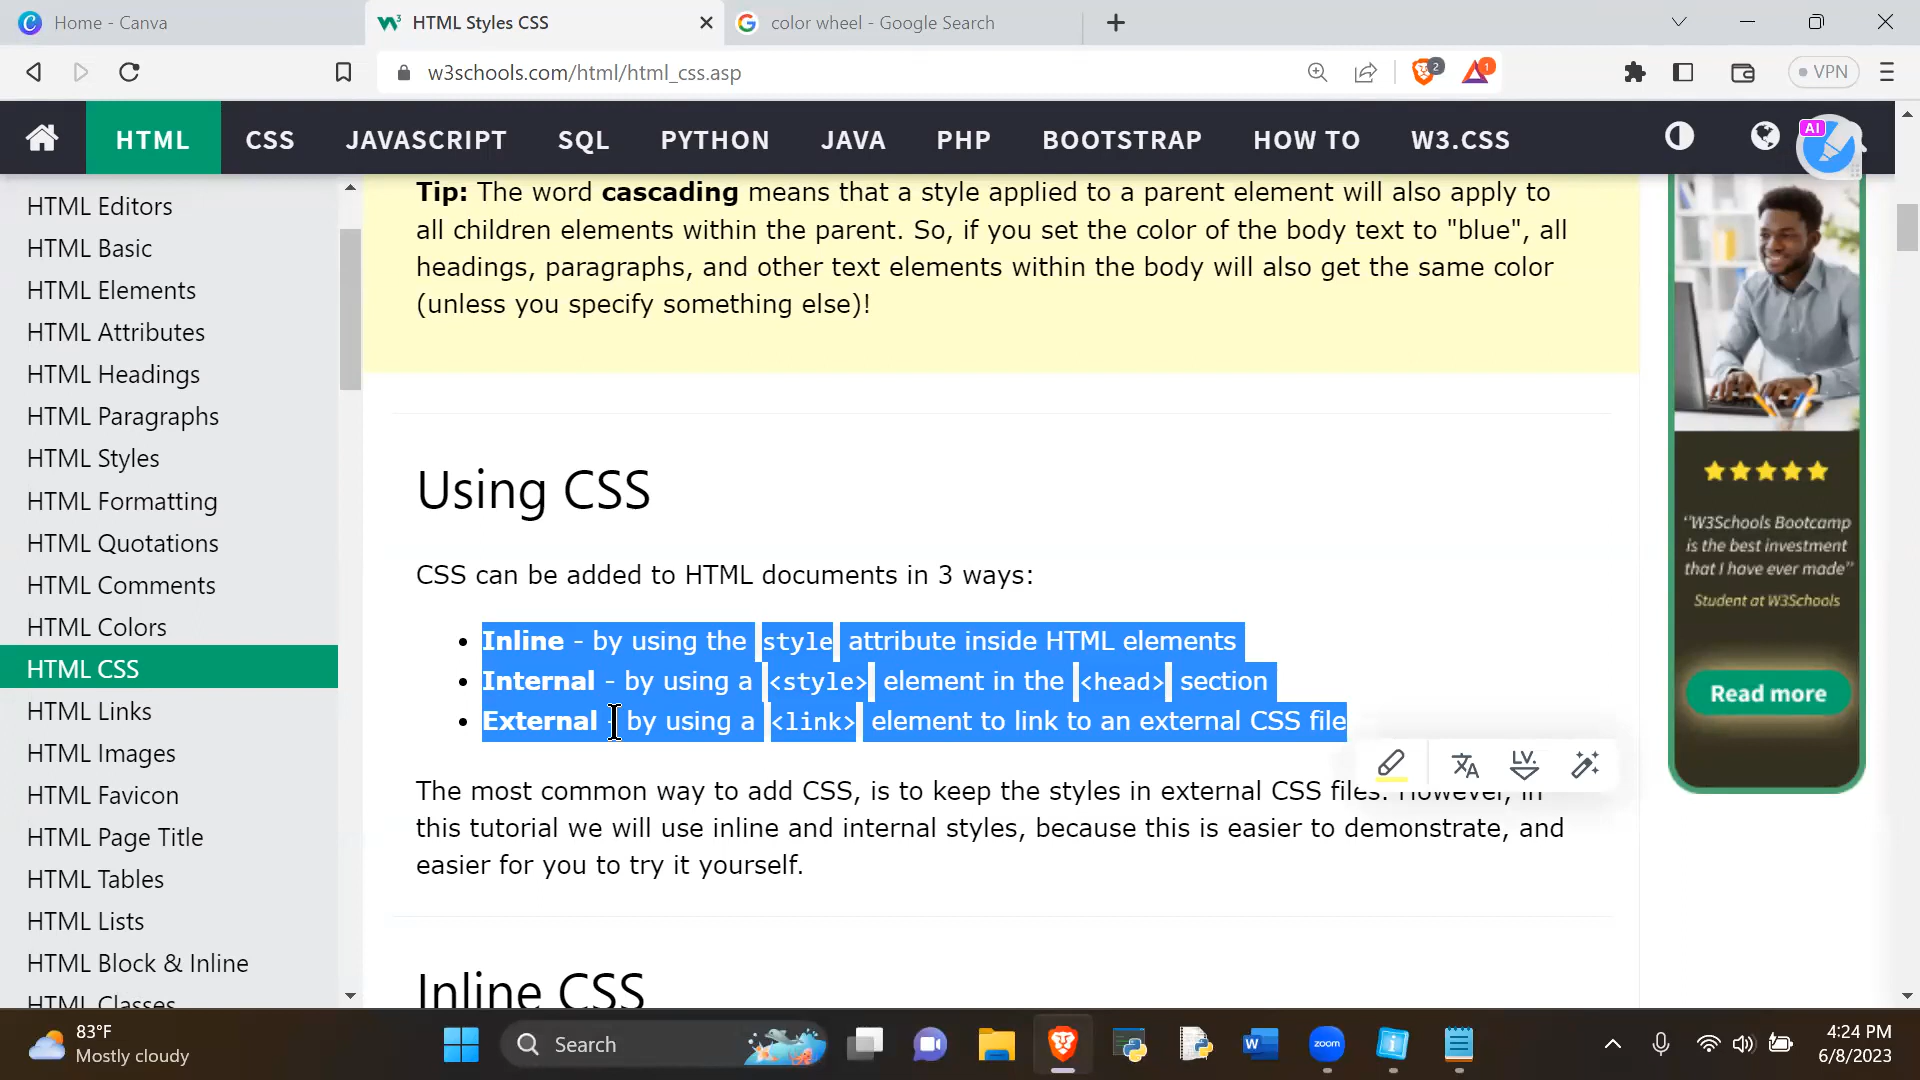 Home - Canva
HTML Styles CSS
color wheel - Google Search
w3schools.com/html/html_css.asp
2
1
VPN
HTML CSS JAVASCRIPT SQL PYTHON JAVA PHP BOOTSTRAP HOW TO W3.CSS
AI
HTML Editors
HTML Basic
HTML Elements
HTML Attributes
HTML Headings
HTML Paragraphs
HTML Styles
HTML Formatting
HTML Quotations
HTML Comments
HTML Colors
HTML CSS
HTML Links
HTML Images
HTML Favicon
HTML Page Title
HTML Tables
HTML Lists
HTML Block & Inline
HTML Classes
Tip: The word cascading means that a style applied to a parent element will also apply to
all children elements within the parent. So, if you set the color of the body text to "blue", all
headings, paragraphs, and other text elements within the body will also get the same color
(unless you specify something else)!
Using CSS
CSS can be added to HTML documents in 3 ways:
• Inline - by using the style attribute inside HTML elements
• Internal - by using a <style> element in the <head> section
• External - by using a <link> element to link to an external CSS file
LV.
The most common way to add CSS, is to keep the styles in external CSS files. However, in
this tutorial we will use inline and internal styles, because this is easier to demonstrate, and
easier for you to try it yourself.
Inline CSS
"W3Schools Bootcamp
is the best investment
that I have ever made"
Student at W3Schools
Read more
83°F
Mostly cloudy
Search
zoom
4:24 PM
6/8/2023